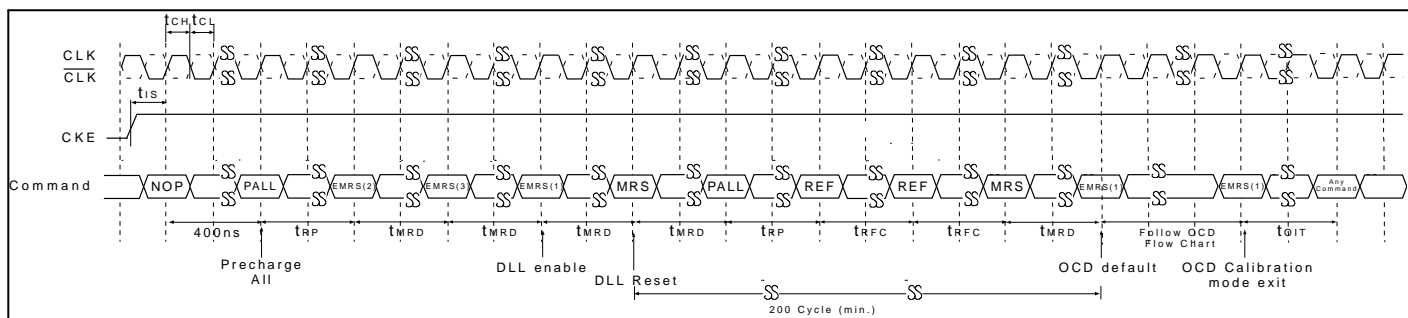 tCH tCL
CLK
CLK
tIS
CKE
Command NOP PALL EMRS(2) EMRS(3) EMRS(1) MRS PALL REF REF MRS EMRS(1) EMRS(1) Any Command
400ns tRP tMRD tMRD tMRD tMRD tRP tRFC tRFC tMRD Follow OCD Flow Chart tOIT
Precharge All
DLL enable
DLL Reset
OCD default
OCD Calibration mode exit
200 Cycle (min.)